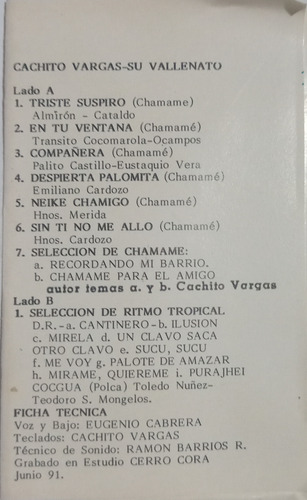 CACHITO VARGAS-SU VALLENATO
Lado A
1. TRISTE SUSPIRO (Chamame)
Almirón - Cataldo
2. EN TU VENTANA (Chamamé)
Transito Cocomarola-Ocampos
3. COMPAÑERA (Chamamé)
Palito Castillo-Eustaquio Vera
4. DESPIERTA PALOMITA (Chamamé)
Emiliano Cardozo
5. NEIKE CHAMIGO (Chamamé)
Hnos. Merida
6. SIN TI NO ME ALLO (Chamamé)
Hnos. Cardozo
7. SELECCION DE CHAMAME:
a. RECORDANDO MI BARRIO.
b. CHAMAME PARA EL AMIGO
autor temas a. y b. Cachito Vargas
Lado B
1. SELECCION DE RITMO TROPICAL
D.R.-a. CANTINERO-b. ILUSION
c. MIRELA d. UN CLAVO SACA
OTRO CLAVO e. SUCU, SUCU
f. ME VOY g. PALOTE DE AMAZAR
h. MIRAME, QUIEREME i. PURAJHEI
COCGUA (Polca) Toledo Nuñez-
Teodoro S. Mongelos.
FICHA TECNICA
Voz y Bajo: EUGENIO CABRERA
Teclados: CACHITO VARGAS
Técnico de Sonido: RAMON BARRIOS R.
Grabado en Estudio CERRO CORA
Junio 91.